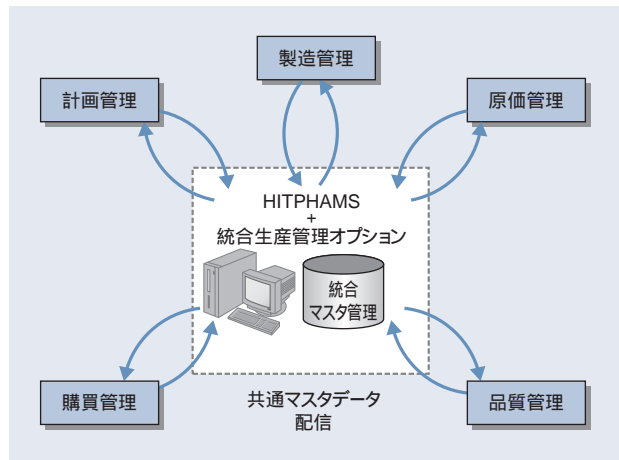 製造管理
計画管理
原価管理
HITPHAMS
+
統合生産管理オプション
統合
マスタ管理
購買管理
共通マスタデータ
配信
品質管理